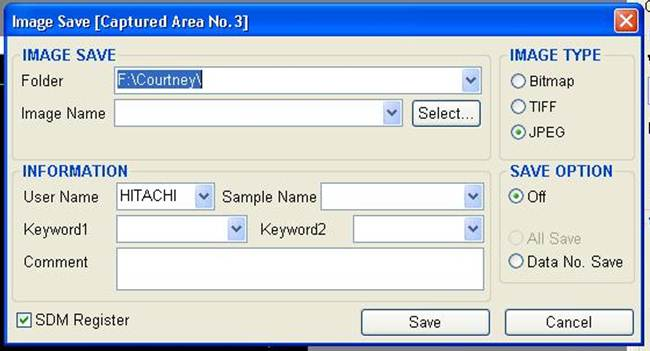 Image Save [Captured Area No. 3]
IMAGE SAVE
Folder F:\Courtney\
Image Name Select...
IMAGE TYPE
Bitmap
TIFF
JPEG
INFORMATION
User Name HITACHI Sample Name
Keyword1 Keyword2
Comment
SAVE OPTION
Off
All Save
Data No. Save
SDM Register Save Cancel